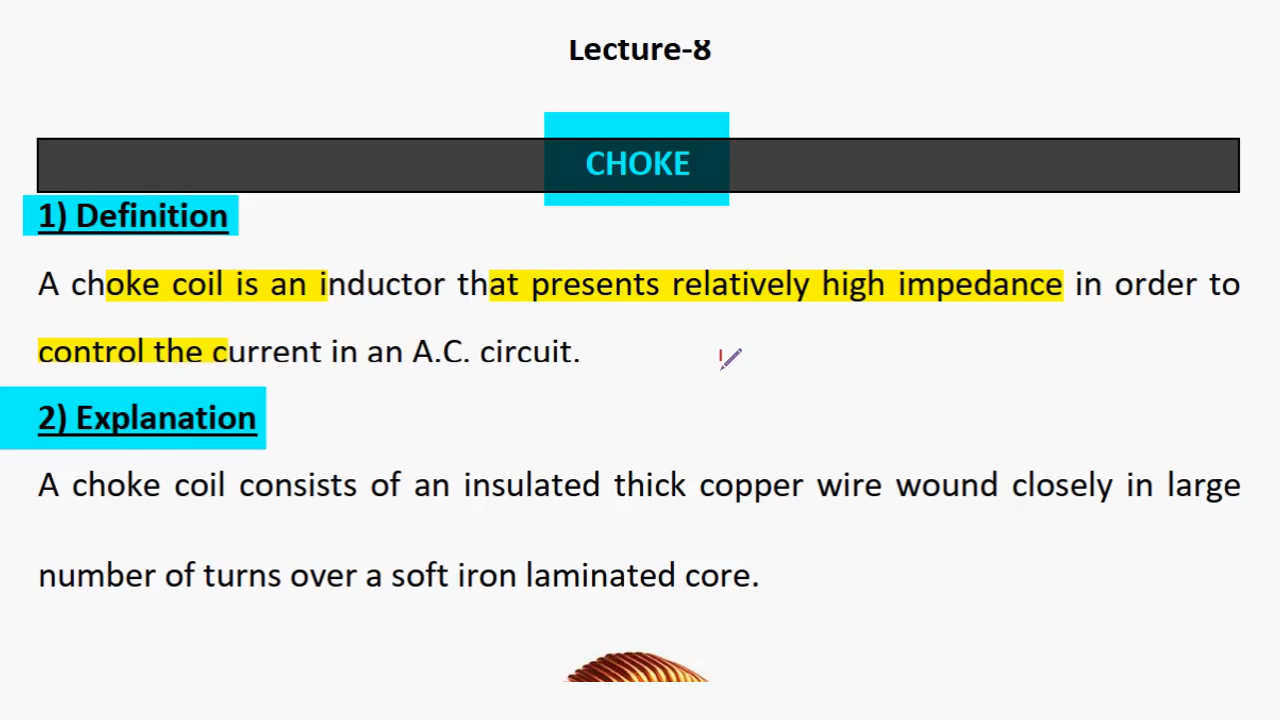 Lecture-8
CHOKE
1) Definition
A choke coil is an inductor that presents relatively high impedance in order to
control the current in an A.C. circuit.
2) Explanation
A choke coil consists of an insulated thick copper wire wound closely in large
number of turns over a soft iron laminated core.